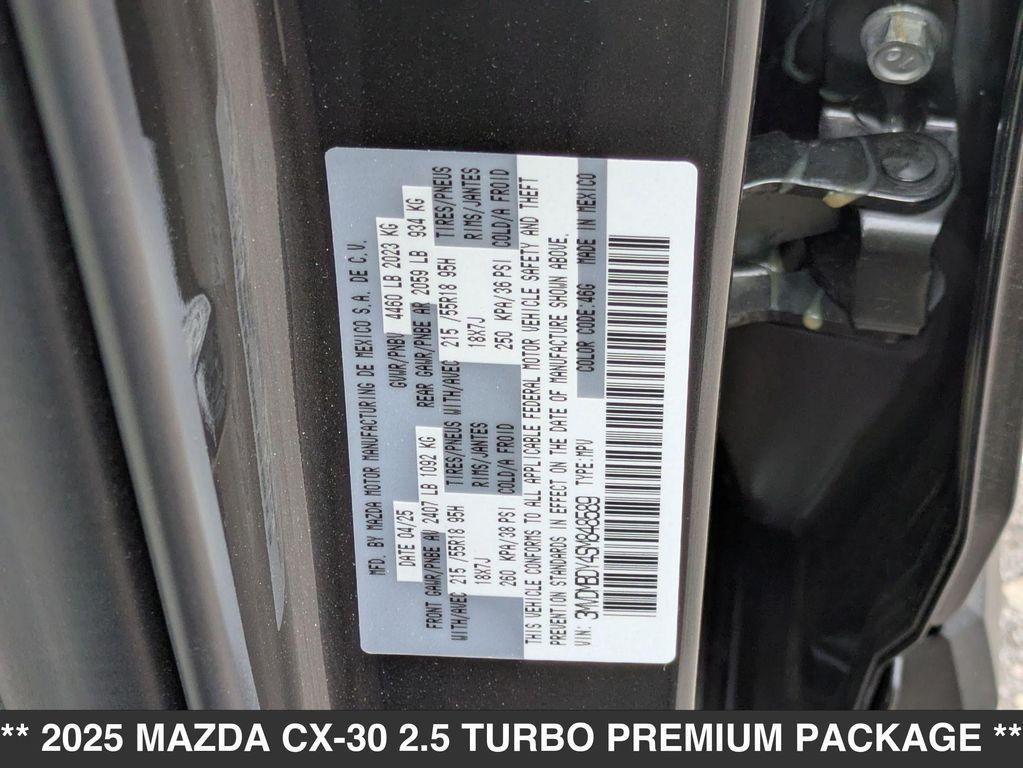 MFD. BY MAZDA MOTOR MANUFACTURING DE MEXICO S.A. DE C.V.
DATE 04/25 GVWR/PNBV 4460 LB 2023 KG
FRONT GAWR/PNBE AV 2407 LB 1092 KG REAR GAWR/PNBE AR 2059 LB 934 KG
WITH/AVEC 215 /55R18 95H TIRES/PNEUS WITH/AVEC 215 /55R18 95H TIRES/PNEUS
18X7J RIMS/JANTES 18X7J RIMS/JANTES
260 KPA/38 PSI COLD/A FROID 250 KPA/36 PSI COLD/A FROID
THIS VEHICLE CONFORMS TO ALL APPLICABLE FEDERAL MOTOR VEHICLE SAFETY AND THEFT
PREVENTION STANDARDS IN EFFECT ON THE DATE OF MANUFACTURE SHOWN ABOVE.
VIN: 3MVDMBDY4SM848589 TYPE:MPV COLOR CODE:46G MADE IN MEXICO
10
** 2025 MAZDA CX-30 2.5 TURBO PREMIUM PACKAGE **